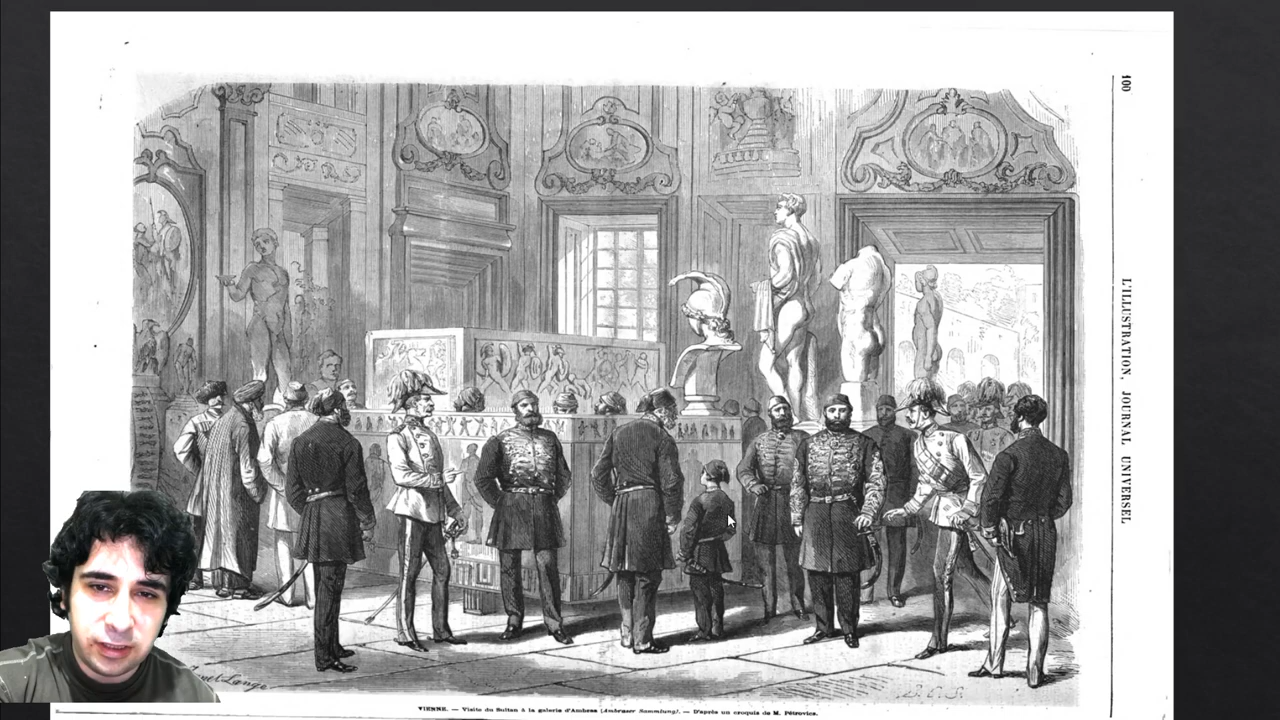 100
L'ILLUSTRATION, JOURNAL UNIVERSEL
VIENNE. — Visite du Sultan à la galerie d'Ambras (Ambraser Sammlung). — D'après un croquis de M. Pétrovics.